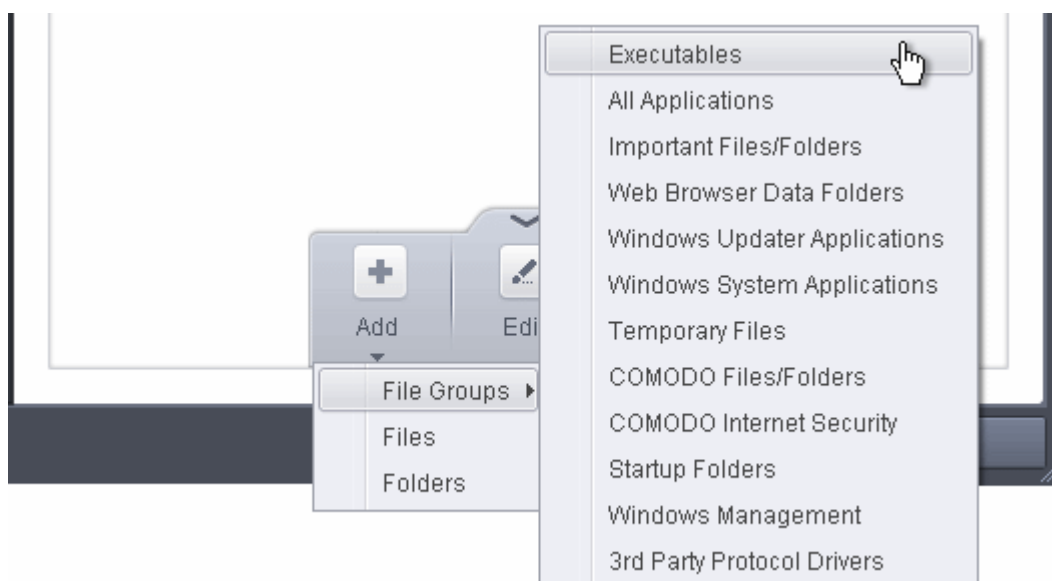 Executables
All Applications
Important Files/Folders
Web Browser Data Folders
Windows Updater Applications
Windows System Applications
Temporary Files
COMODO Files/Folders
COMODO Internet Security
Startup Folders
Windows Management
3rd Party Protocol Drivers
Add
Edi
File Groups
Files
Folders